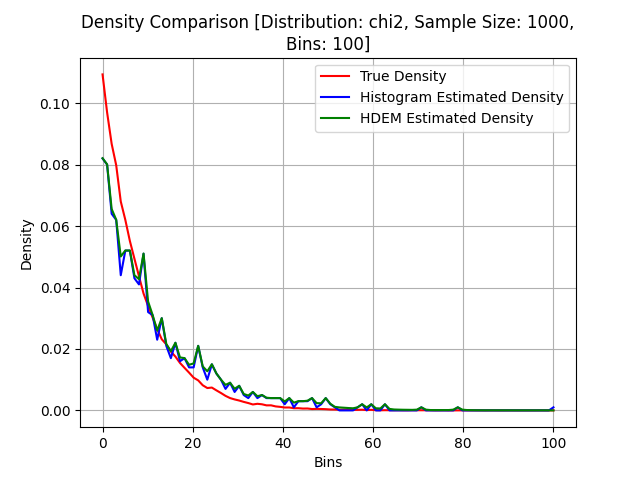 Density Comparison [Distribution: chi2, Sample Size: 1000,
Bins: 100]
True Density
Histogram Estimated Density
HDEM Estimated Density
Density
0.10
0.08
0.06
0.04
0.02
0.00
0 20 40 60 80 100
Bins